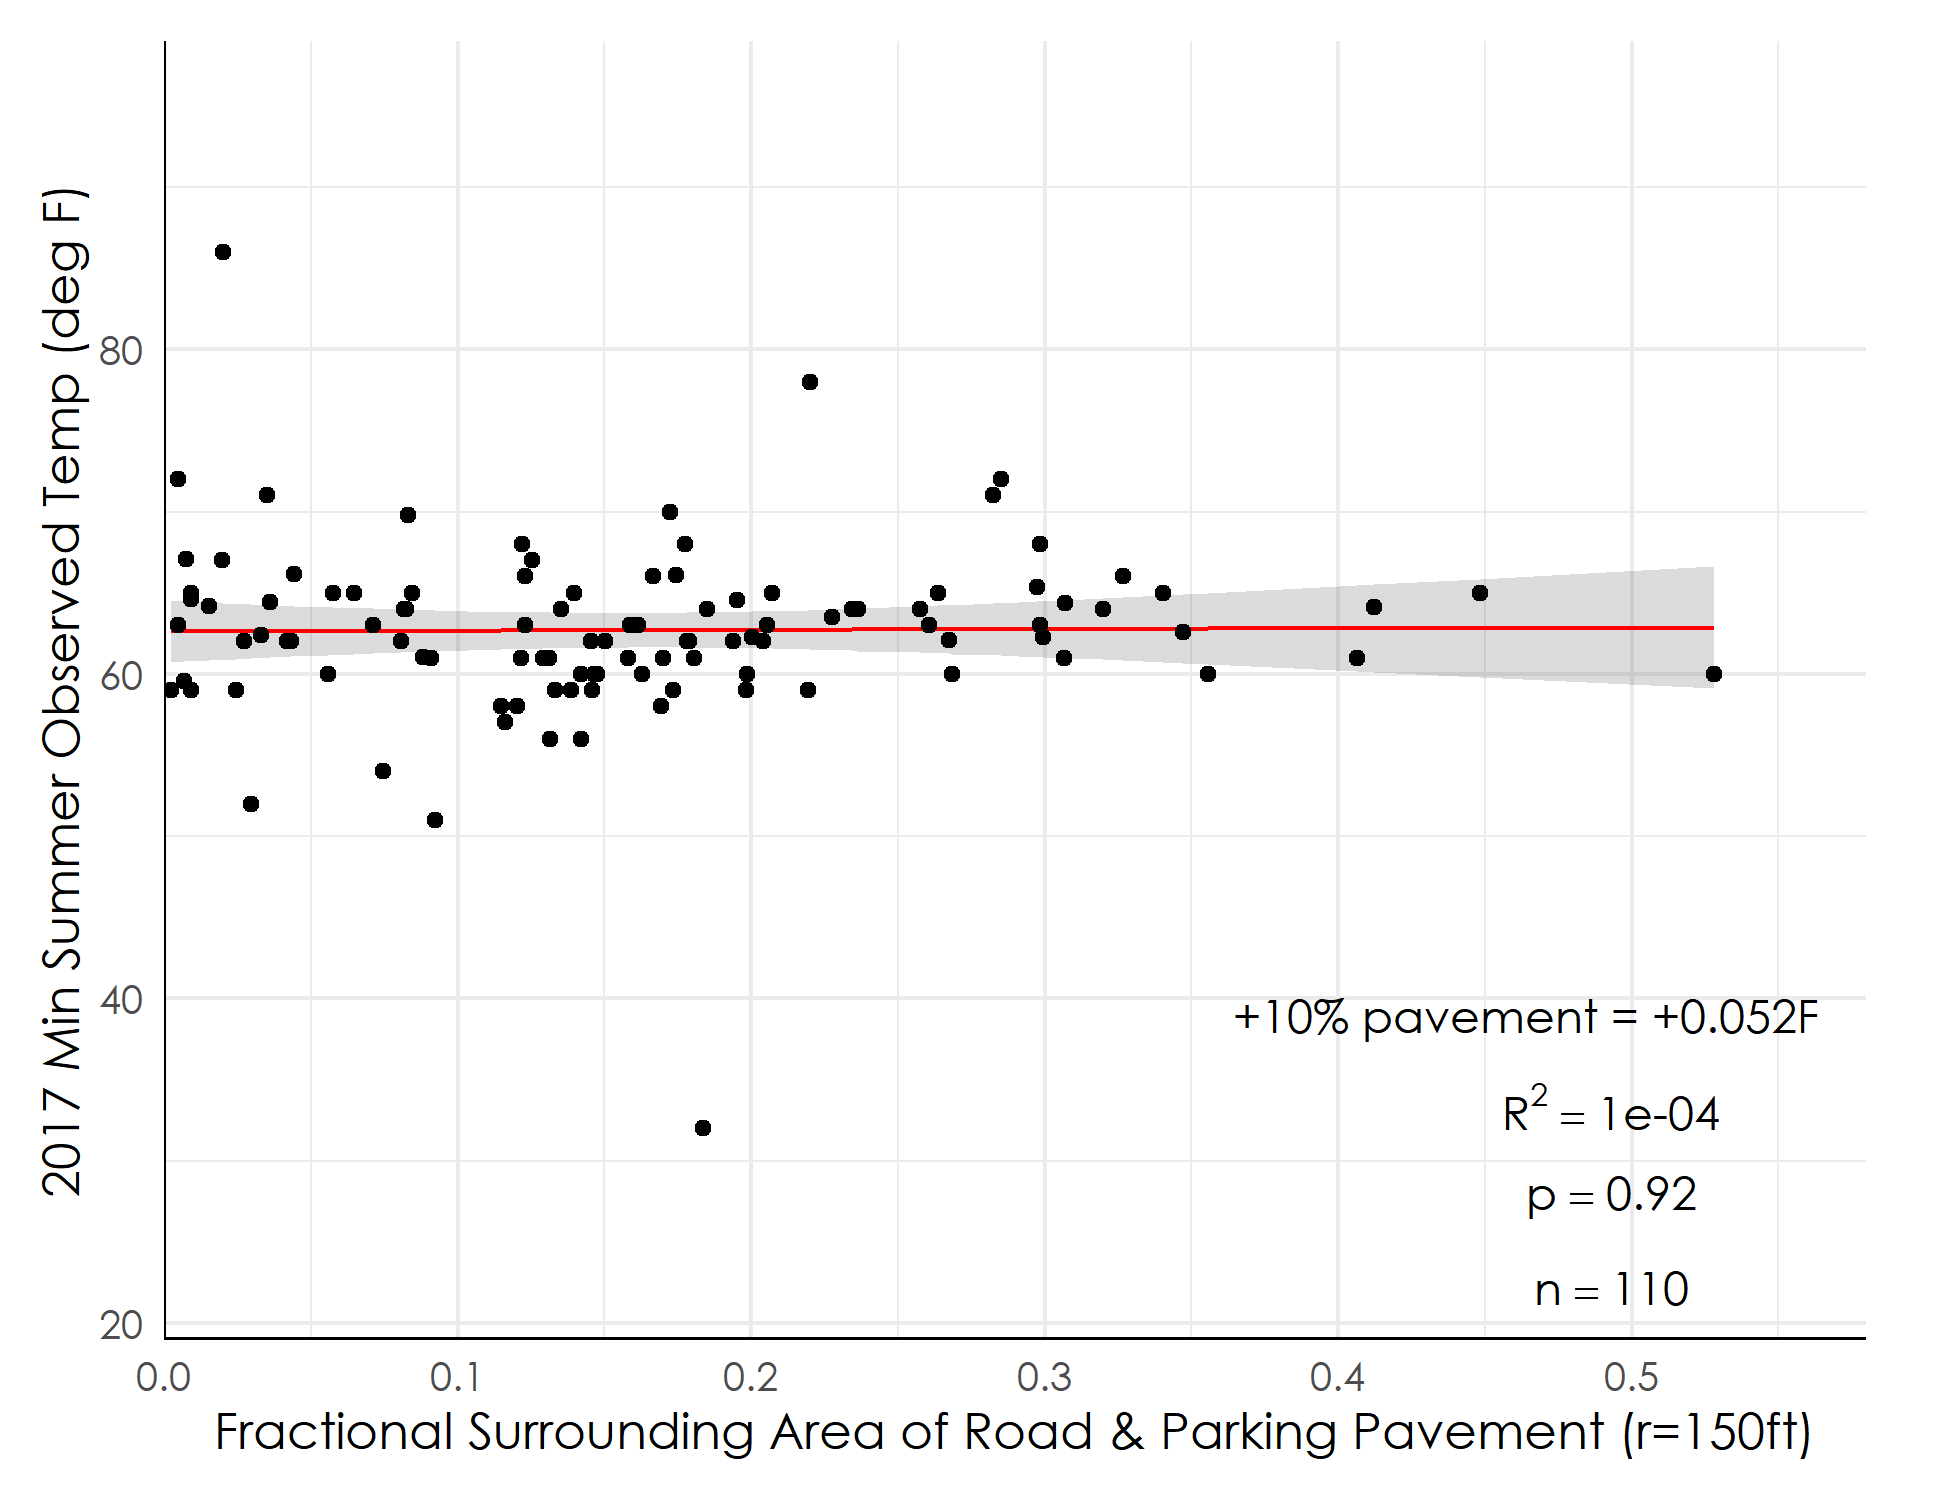 2017 Min Summer Observed Temp (deg F)
80
60
40
20
+10% pavement = +0.052F
R² = 1e-04
p = 0.92
n = 110
0.0 0.1 0.2 0.3 0.4 0.5
Fractional Surrounding Area of Road & Parking Pavement (r=150ft)